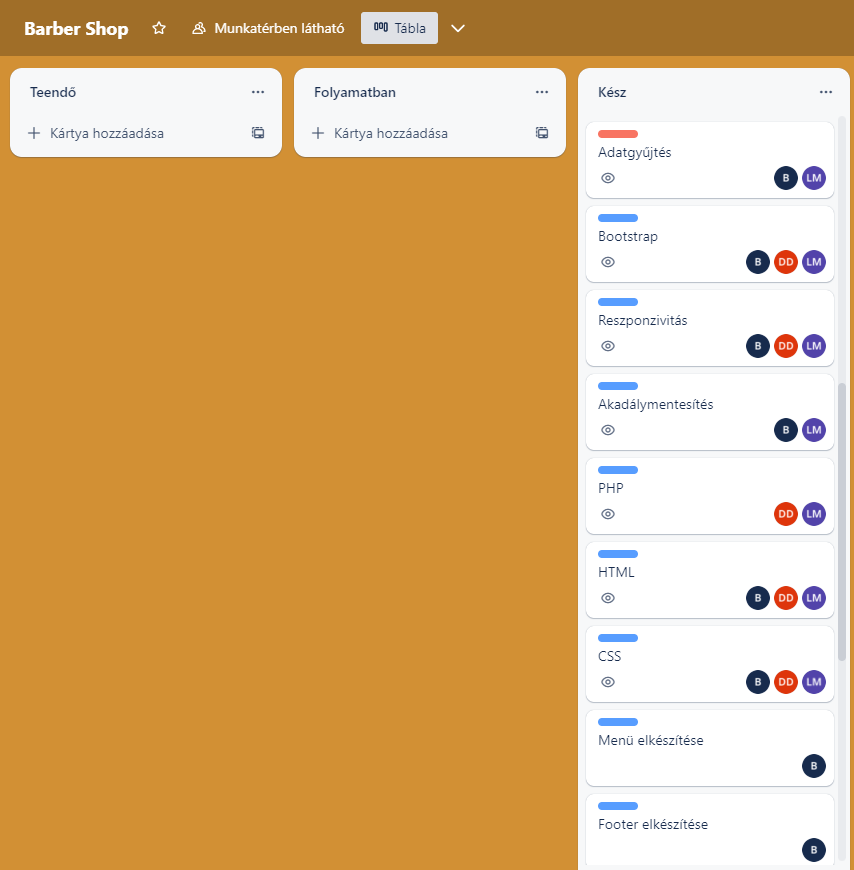 Barber Shop
Munkatérben látható
Tábla
Teendő
Kártya hozzáadása
Folyamatban
Kártya hozzáadása
Kész
Adatgyűjtés
B LM
Bootstrap
B DD LM
Reszponzivitás
B DD LM
Akadálymentesítés
B LM
PHP
DD LM
HTML
B DD LM
CSS
B DD LM
Menü elkészítése
B
Footer elkészítése
B